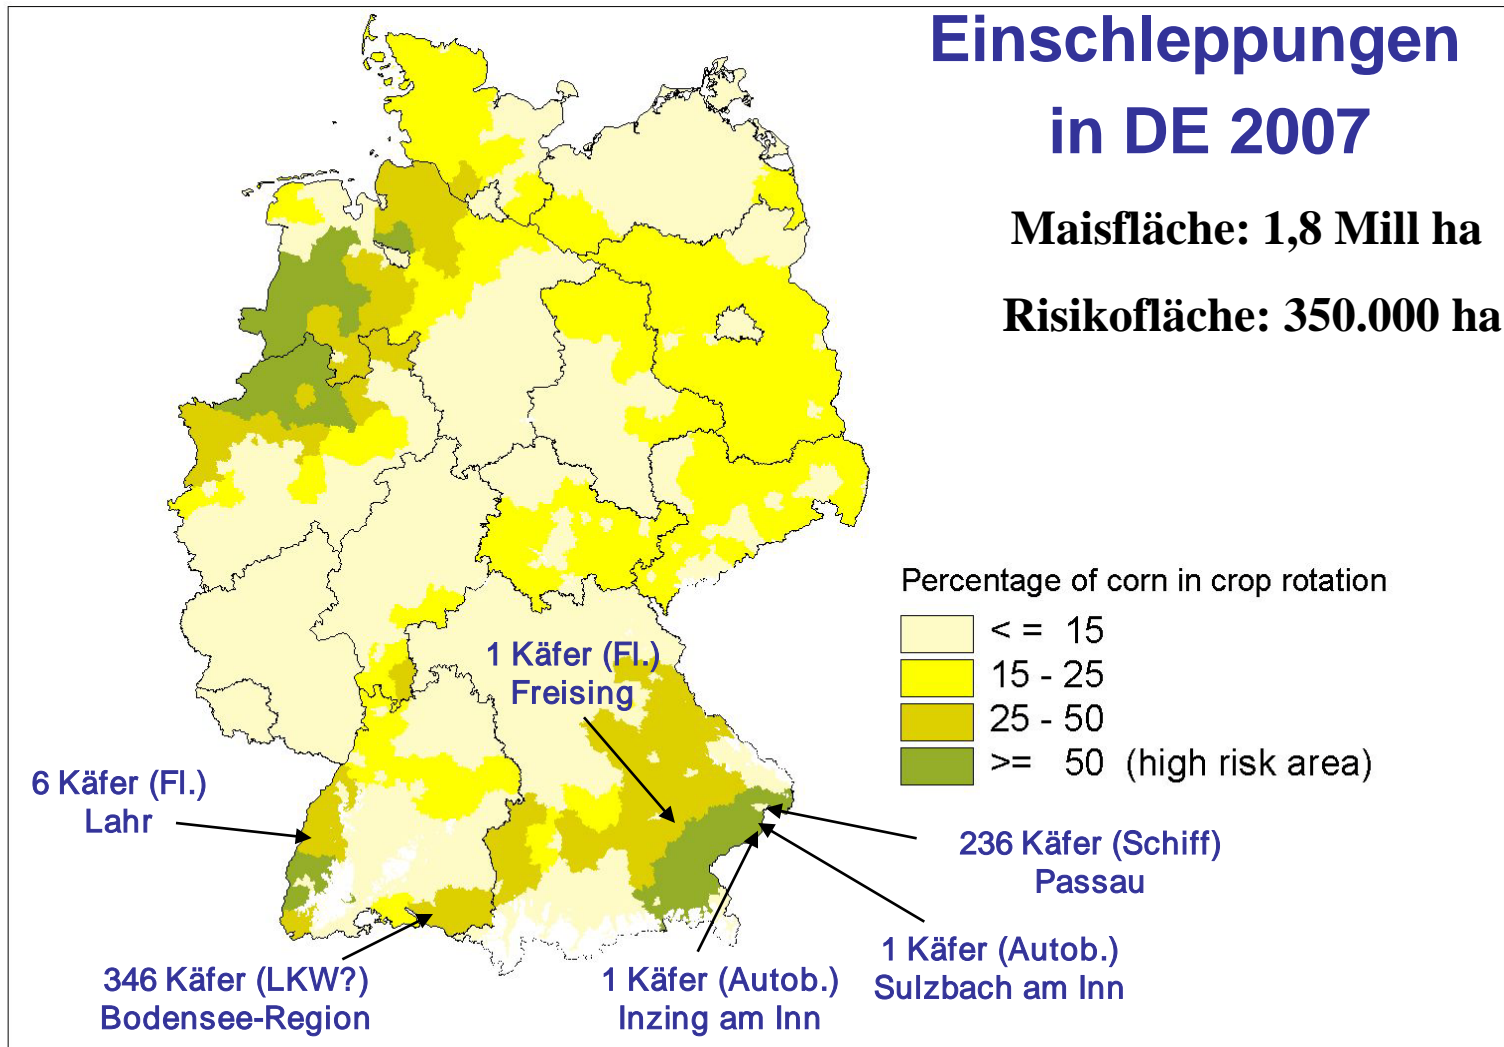 Einschleppungen
in DE 2007
Maisfläche: 1,8 Mill ha
Risikofläche: 350.000 ha
Percentage of corn in crop rotation
< = 15
15 - 25
25 - 50
>= 50 (high risk area)
1 Käfer (Fl.)
Freising
6 Käfer (Fl.)
Lahr
236 Käfer (Schiff)
Passau
1 Käfer (Autob.)
Sulzbach am Inn
1 Käfer (Autob.)
Inzing am Inn
346 Käfer (LKW?)
Bodensee-Region